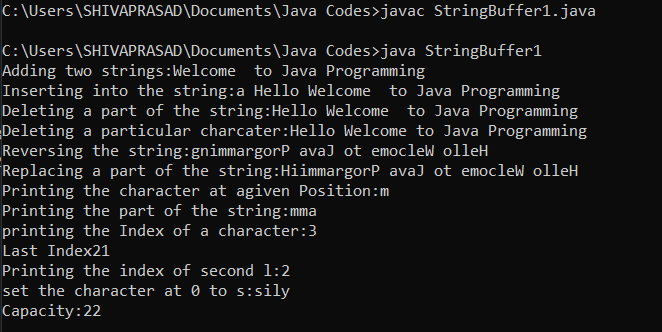 C:\Users\SHIVAPRASAD\Documents\Java Codes>javac StringBuffer1.java
C:\Users\SHIVAPRASAD\Documents\Java Codes>java StringBuffer1
Adding two strings:Welcome  to Java Programming
Inserting into the string:a Hello Welcome  to Java Programming
Deleting a part of the string:Hello Welcome  to Java Programming
Deleting a particular charcater:Hello Welcome to Java Programming
Reversing the string:gnimmargorP avaJ ot emocleW olleH
Replacing a part of the string:HiimmargorP avaJ ot emocleW olleH
Printing the character at agiven Position:m
Printing the part of the string:mma
printing the Index of a character:3
Last Index21
Printing the index of second l:2
set the character at 0 to s:sily
Capacity:22